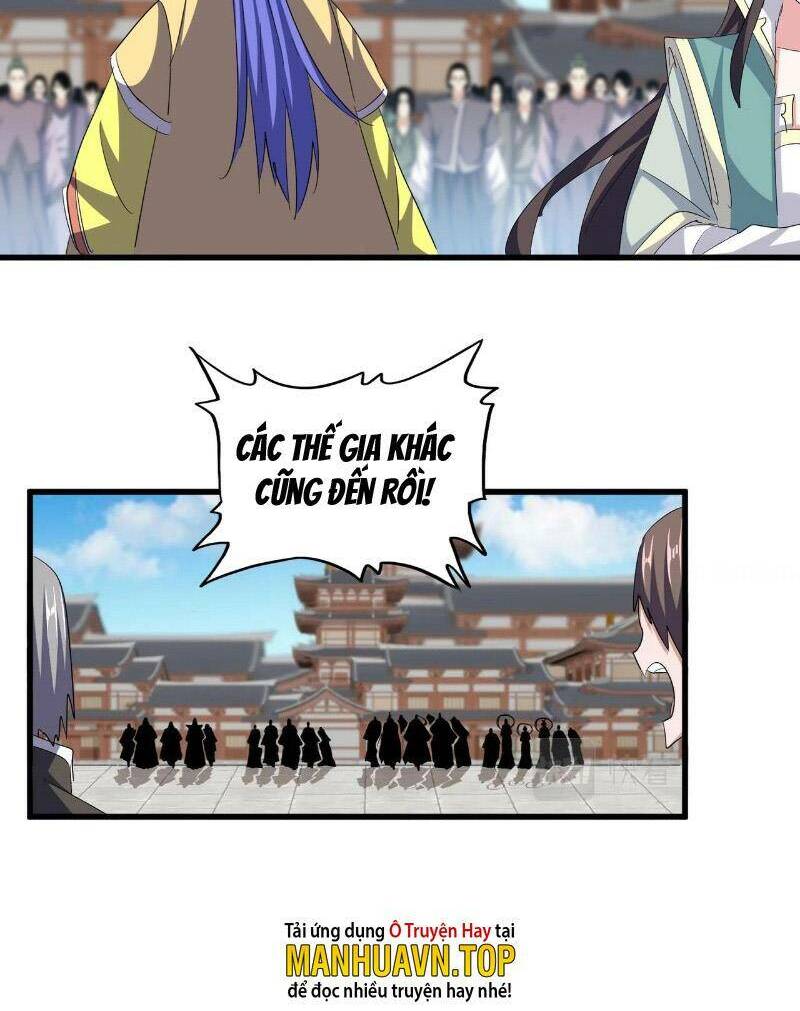 CÁC THẾ GIA KHÁC
CŨNG ĐẾN RỒI!
Tải ứng dụng Ô Truyện Hay tại
MANHUAVN.TOP
để đọc nhiều truyện hay nhé!